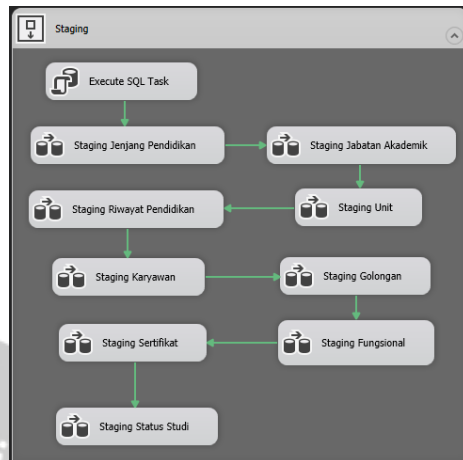 Staging
Execute SQL Task
Staging Jenjang Pendidikan
Staging Jabatan Akademik
Staging Riwayat Pendidikan
Staging Unit
Staging Karyawan
Staging Golongan
Staging Sertifikat
Staging Fungsional
Staging Status Studi